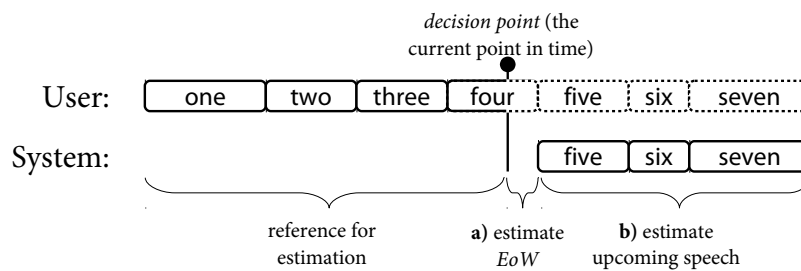 decision point (the
current point in time)
User: one two three four five six seven
System: five six seven
reference for
estimation
a) estimate
EoW
b) estimate
upcoming speech